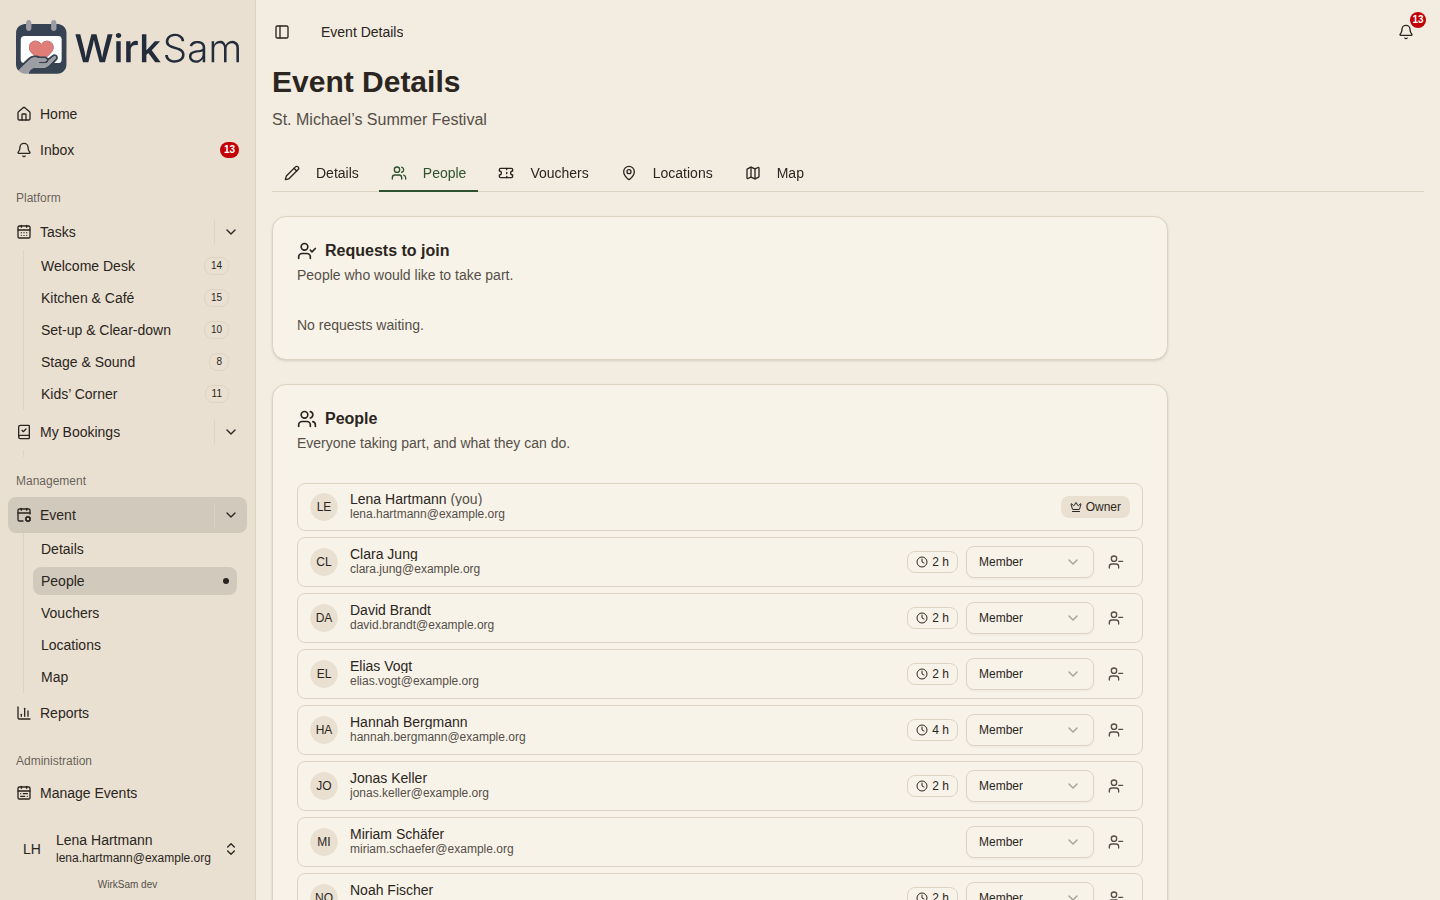 WirkSam
Home
Inbox 13
Platform
Tasks
Welcome Desk 14
Kitchen & Café 15
Set-up & Clear-down 10
Stage & Sound 8
Kids’ Corner 11
My Bookings
Management
Event
Details
People
Vouchers
Locations
Map
Reports
Administration
Manage Events
LH Lena Hartmann
lena.hartmann@example.org
WirkSam dev
Event Details 13
Event Details
St. Michael’s Summer Festival
Details People Vouchers Locations Map
Requests to join
People who would like to take part.
No requests waiting.
People
Everyone taking part, and what they can do.
LE Lena Hartmann (you)
lena.hartmann@example.org
Owner
CL Clara Jung
clara.jung@example.org
2 h Member
DA David Brandt
david.brandt@example.org
2 h Member
EL Elias Vogt
elias.vogt@example.org
2 h Member
HA Hannah Bergmann
hannah.bergmann@example.org
4 h Member
JO Jonas Keller
jonas.keller@example.org
2 h Member
MI Miriam Schäfer
miriam.schaefer@example.org
Member
NO Noah Fischer
2 h Member